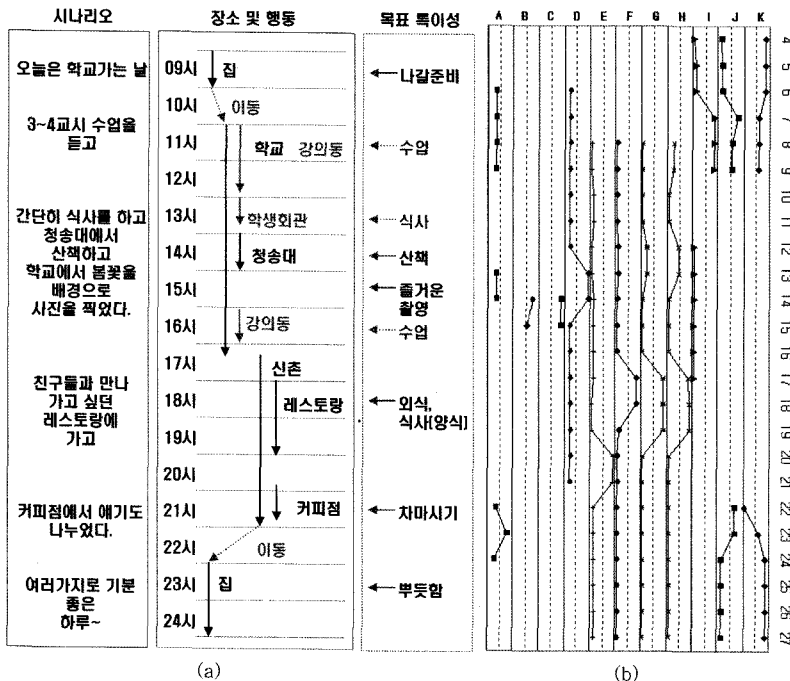 시나리오
장소 및 행동
목표 특이성
오늘은 학교가는 날
3~4교시 수업을
듣고
간단히 식사를 하고
청송대에서
산책하고
학교에서 봄꽃을
배경으로
사진을 찍었다.
친구들과 만나
가고 싶던
레스토랑에
가고
커피점에서 얘기도
나누었다.
여러가지로 기분
좋은
하루~
09시
10시
11시
12시
13시
14시
15시
16시
17시
18시
19시
20시
21시
22시
23시
24시
집
이동
학교 강의동
학생회관
청송대
강의동
신촌
레스토랑
커피점
이동
집
나갈준비
수업
식사
산책
즐거운
촬영
수업
외식,
식사(양식)
차마시기
뿌듯함
(a)
A B C D E F G H I J K
4
5
6
7
8
9
10
11
12
13
14
15
16
17
18
19
20
21
22
23
24
25
26
27
(b)